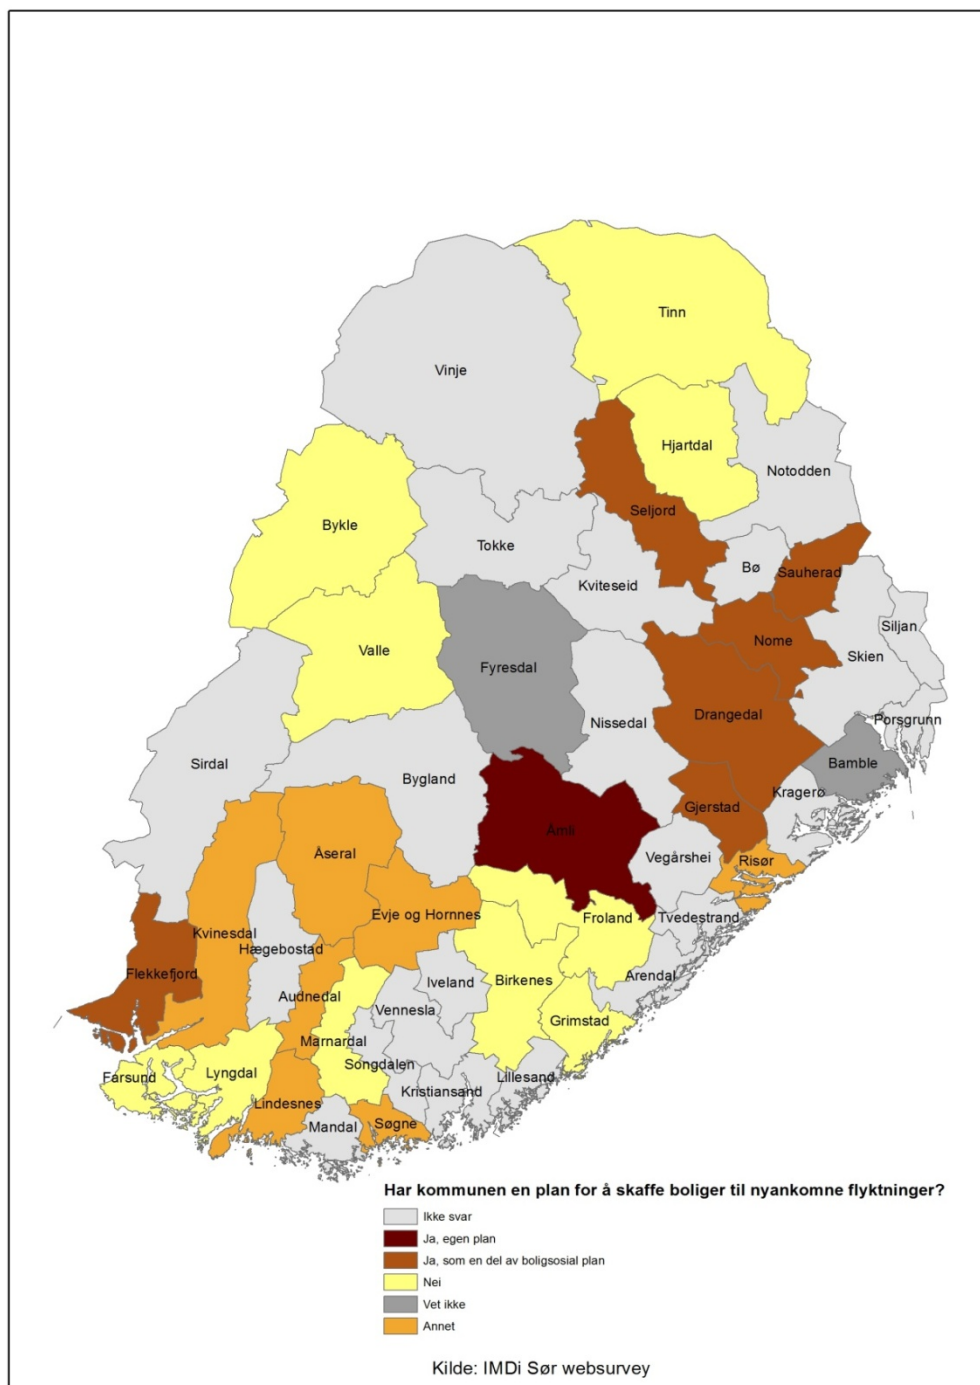 Tinn
Vinje
Hjartdal
Notodden
Bykle
Seljord
Tokke
Bø
Sauherad
Kviteseid
Siljan
Nome
Valle
Skien
Fyresdal
Drangedal
Nissedal
Porsgrunn
Sirdal
Bamble
Bygland
Kragerø
Gjerstad
Åmli
Vegårshei
Risør
Åseral
Evje og Hornnes
Froland
Tvedestrand
Kvinesdal
Hægebostad
Flekkefjord
Arendal
Birkenes
Iveland
Audnedal
Vennesla
Grimstad
Marnardal
Songdalen
Lyngdal
Farsund
Lillesand
Kristiansand
Lindesnes
Mandal
Søgne
Har kommunen en plan for å skaffe boliger til nyankomne flyktninger?
Ikke svar
Ja, egen plan
Ja, som en del av boligsosial plan
Nei
Vet ikke
Annet
Kilde: IMDi Sør websurvey